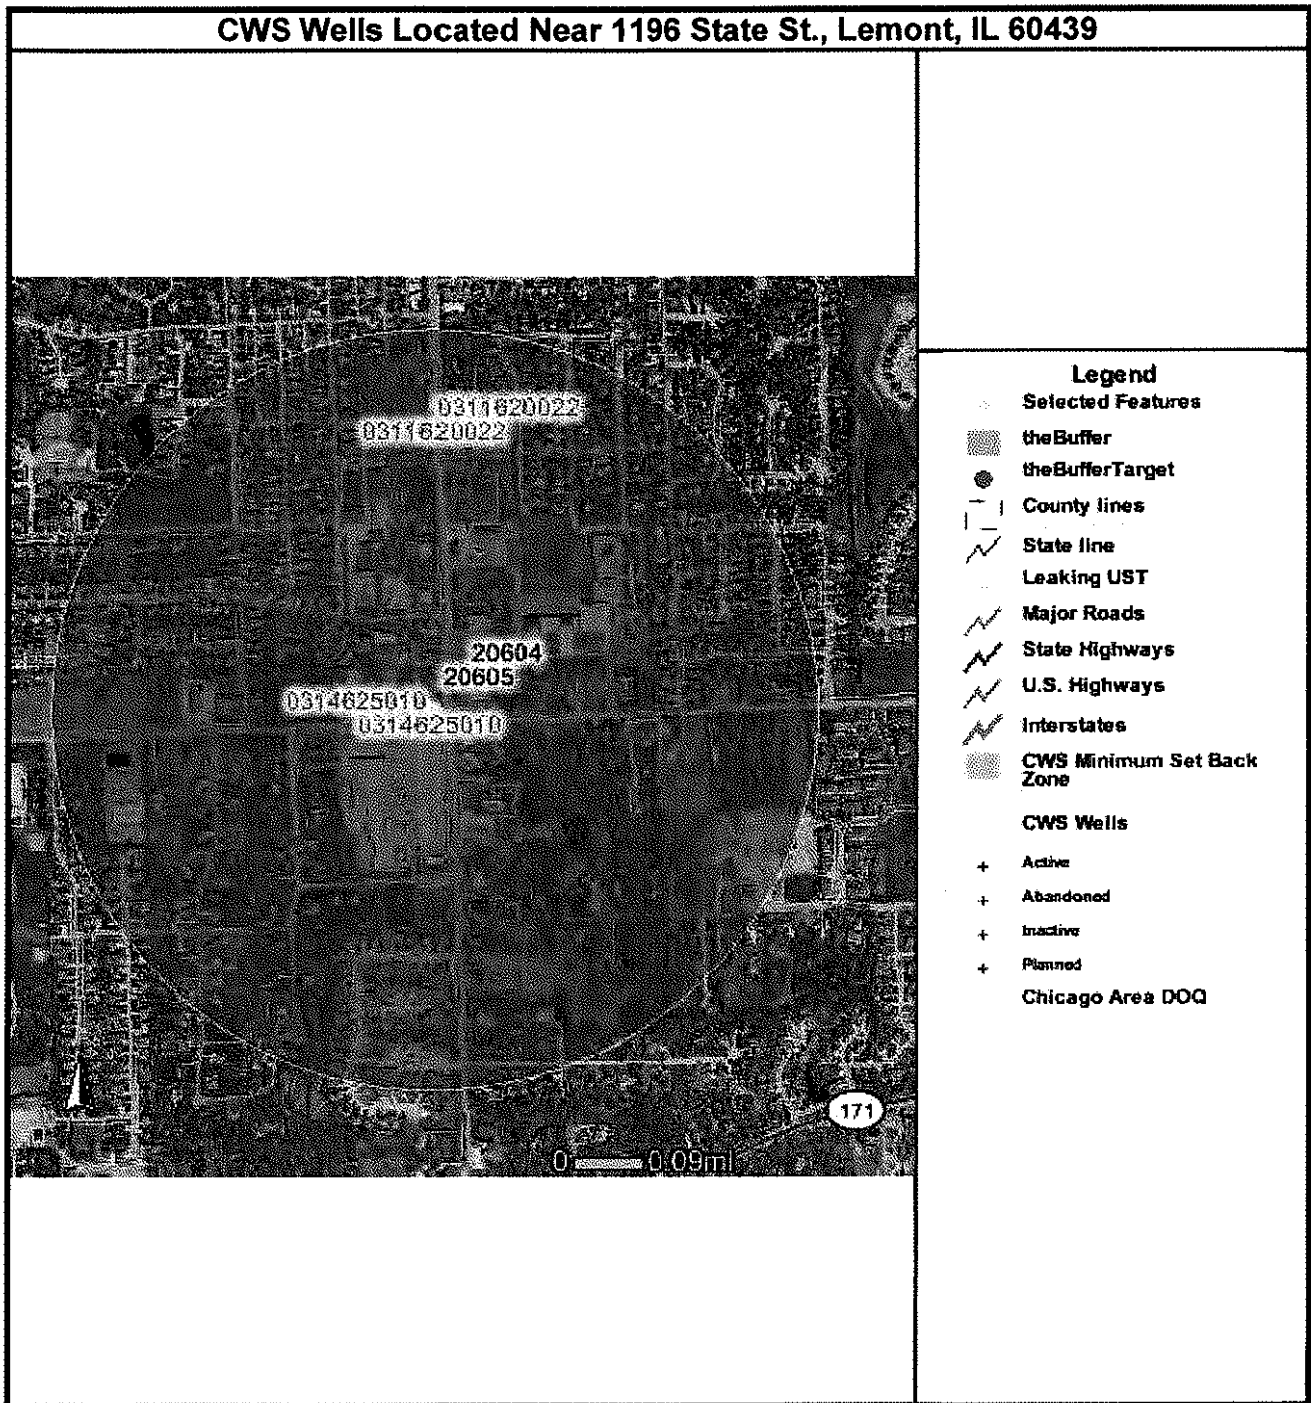 CWS Wells Located Near 1196 State St., Lemont, IL 60439
0311620022
0311620022
20604
20605
0314625010
0314625010
171
0 0.09mi
Legend
Selected Features
theBuffer
theBufferTarget
County lines
State line
Leaking UST
Major Roads
State Highways
U.S. Highways
Interstates
CWS Minimum Set Back
Zone
CWS Wells
Active
Abandoned
Inactive
Planned
Chicago Area DOQ